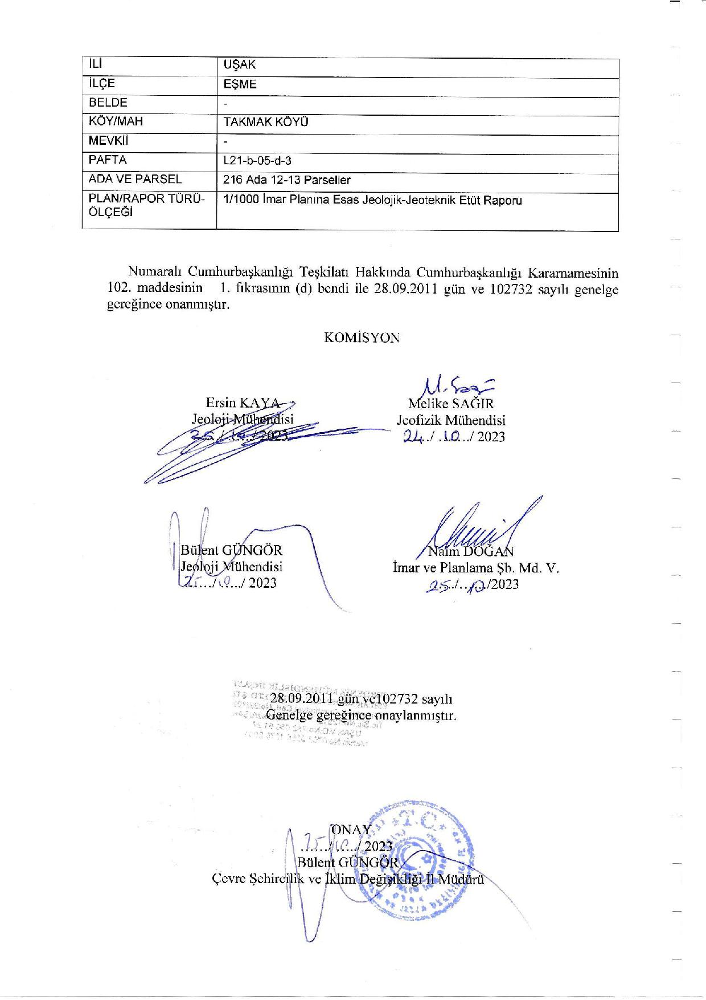 İLİ UŞAK
İLÇE EŞME
BELDE -
KÖY/MAH TAKMAK KÖYÜ
MEVKİİ -
PAFTA L21-b-05-d-3
ADA VE PARSEL 216 Ada 12-13 Parseller
PLAN/RAPOR TÜRÜ- 1/1000 İmar Planına Esas Jeolojik-Jeoteknik Etüt Raporu
ÖLÇEĞİ
Numaralı Cumhurbaşkanlığı Teşkilatı Hakkında Cumhurbaşkanlığı Kararnamesinin
102. maddesinin 1. fıkrasının (d) bendi ile 28.09.2011 gün ve 102732 sayılı genelge
gereğince onanmıştır.
KOMİSYON
M. Sağır
Ersin KAYA Melike SAĞIR
Jeoloji Mühendisi Jeofizik Mühendisi
25./.10../ 2023 24../ .10.../ 2023
Bülent GÜNGÖR Naim DOĞAN
Jeoloji Mühendisi İmar ve Planlama Şb. Md. V.
25..../10.../ 2023 25../..10./2023
28.09.2011 gün ve102732 sayılı
Genelge gereğince onaylanmıştır.
T.C.
ONAY
25/10/ 2023
Bülent GÜNGÖR
Çevre Şehircilik ve İklim Değişikliği İl Müdürü